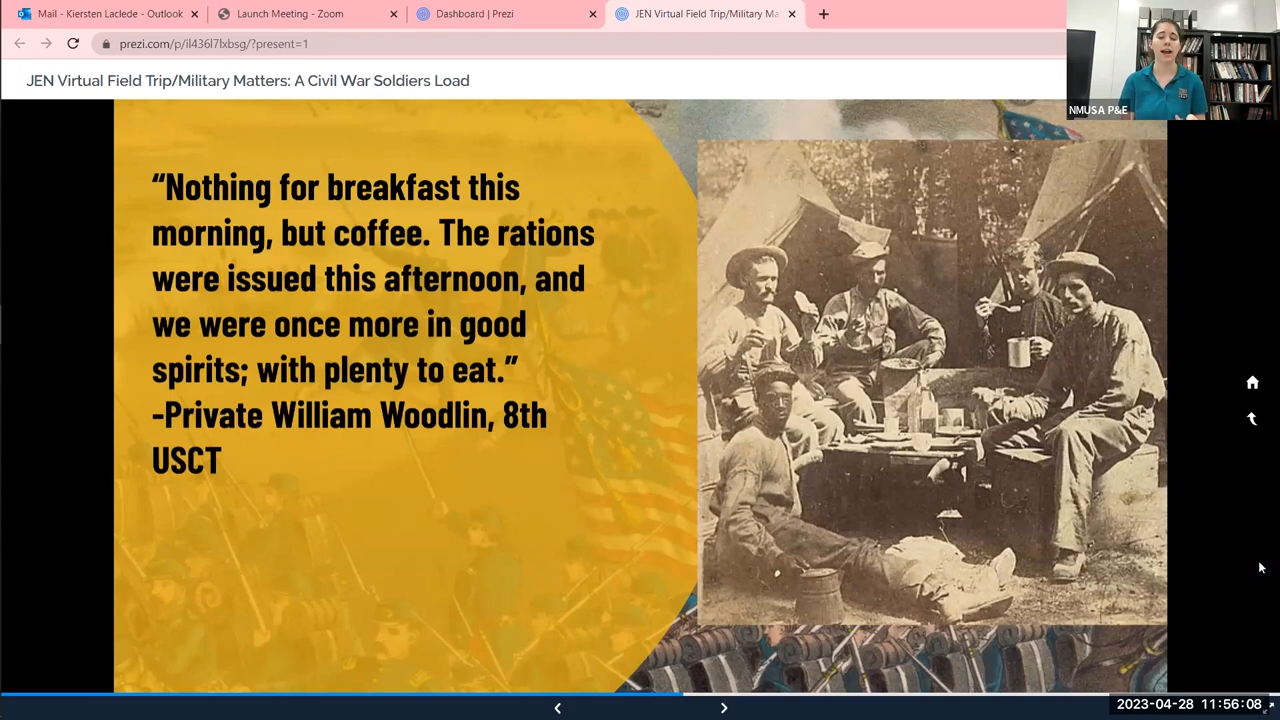 Mail - Kiersten Laclede - Outlook
Launch Meeting - Zoom
Dashboard | Prezi
JEN Virtual Field Trip/Military Ma
prezi.com/p/il436l7lxbsg/?present=1
JEN Virtual Field Trip/Military Matters: A Civil War Soldiers Load
NMUSA P&E
“Nothing for breakfast this
morning, but coffee. The rations
were issued this afternoon, and
we were once more in good
spirits; with plenty to eat.”
-Private William Woodlin, 8th
USCT
2023-04-28 11:56:08